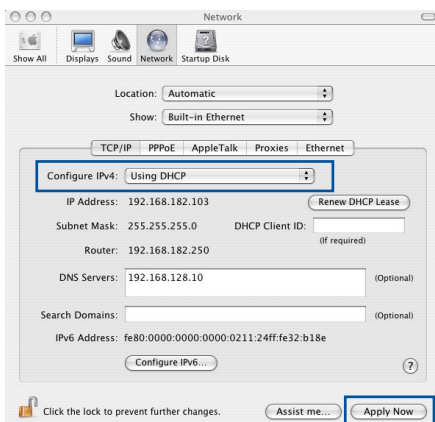 Network
Show All Displays Sound Network Startup Disk
Location: Automatic
Show: Built-in Ethernet
TCP/IP PPPoE AppleTalk Proxies Ethernet
Configure IPv4: Using DHCP
IP Address: 192.168.182.103 Renew DHCP Lease
Subnet Mask: 255.255.255.0 DHCP Client ID:
(If required)
Router: 192.168.182.250
DNS Servers: 192.168.128.10 (Optional)
Search Domains: (Optional)
IPv6 Address: fe80:0000:0000:0000:0211:24ff:fe32:b18e
Configure IPv6... ?
Click the lock to prevent further changes. Assist me... Apply Now